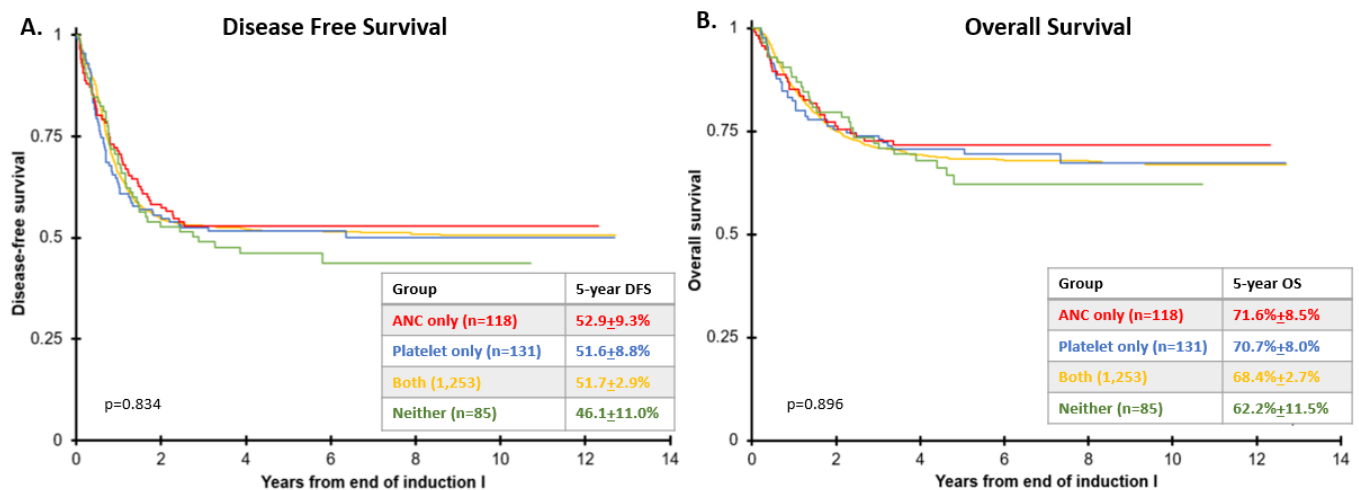 A. Disease Free Survival
1
0.75
0.5
0.25
0
Disease-free survival
0 2 4 6 8 10 12 14
Years from end of induction I
p=0.834
Group 5-year DFS
ANC only (n=118) 52.9+9.3%
Platelet only (n=131) 51.6+8.8%
Both (1,253) 51.7+2.9%
Neither (n=85) 46.1+11.0%
B. Overall Survival
1
0.75
0.5
0.25
0
Overall survival
0 2 4 6 8 10 12 14
Years from end of induction I
p=0.896
Group 5-year OS
ANC only (n=118) 71.6%+8.5%
Platelet only (n=131) 70.7%+8.0%
Both (1,253) 68.4%+2.7%
Neither (n=85) 62.2%+11.5%